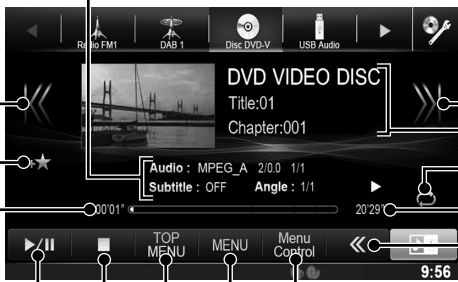 Radio FM1 DAB 1 Disc DVD-V USB Audio
DVD VIDEO DISC
Title:01
Chapter:001
Audio : MPEG_A 2/0.0 1/1
Subtitle : OFF Angle : 1/1
00'01" 20'29"
TOP MENU MENU Menu Control
9:56